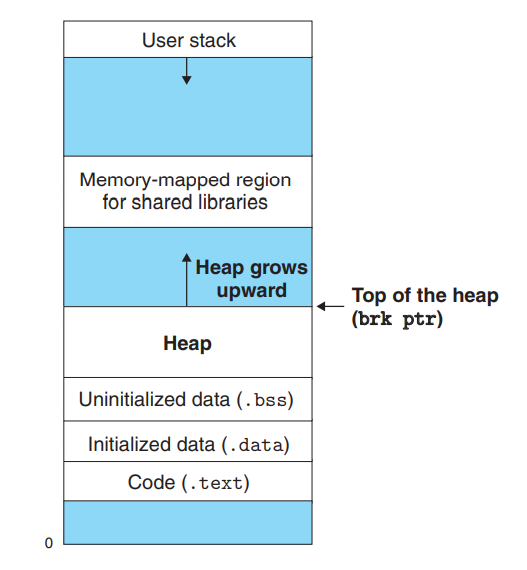 User stack
Memory-mapped region
for shared libraries
Heap grows
upward
Top of the heap
(brk ptr)
Heap
Uninitialized data (.bss)
Initialized data (.data)
Code (.text)
0